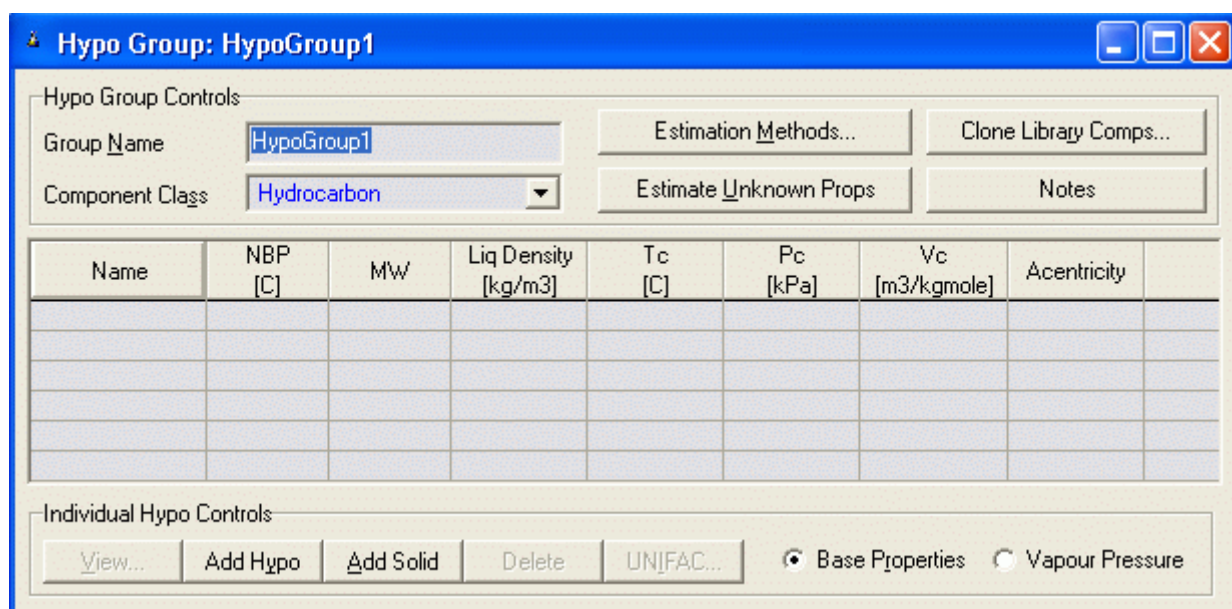 Hypo Group: HypoGroup1
Hypo Group Controls
Group Name HypoGroup1 Estimation Methods... Clone Library Comps...
Component Class Hydrocarbon Estimate Unknown Props Notes
Name NBP [C] MW Liq Density [kg/m3] Tc [C] Pc [kPa] Vc [m3/kgmole] Acentricity
Individual Hypo Controls
View... Add Hypo Add Solid Delete UNIFAC... Base Properties Vapour Pressure